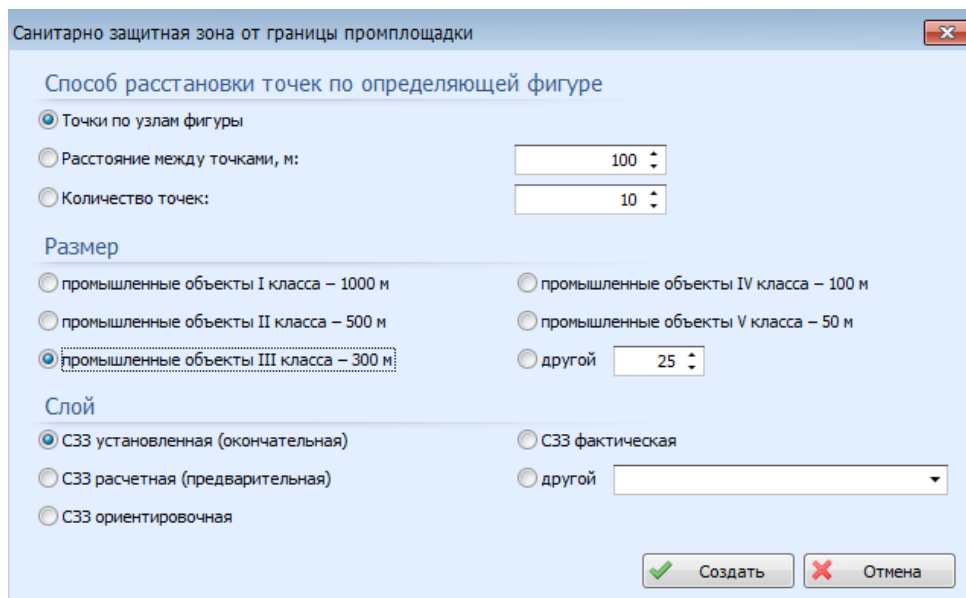 Санитарно защитная зона от границы промплощадки
Способ расстановки точек по определяющей фигуре
Точки по узлам фигуры
Расстояние между точками, м: 100
Количество точек: 10
Размер
промышленные объекты I класса – 1000 м промышленные объекты IV класса – 100 м
промышленные объекты II класса – 500 м промышленные объекты V класса – 50 м
промышленные объекты III класса – 300 м другой 25
Слой
СЗЗ установленная (окончательная) СЗЗ фактическая
СЗЗ расчетная (предварительная) другой
СЗЗ ориентировочная
Создать Отмена